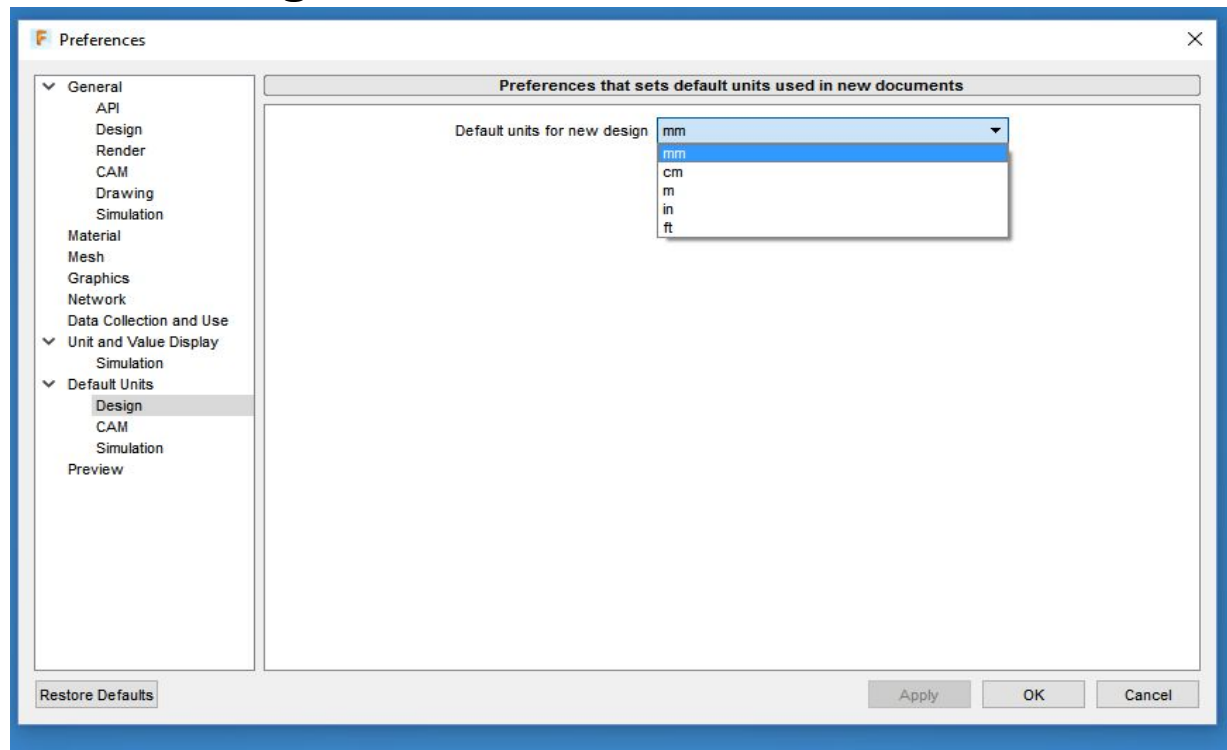 Preferences
General
API
Design
Render
CAM
Drawing
Simulation
Material
Mesh
Graphics
Network
Data Collection and Use
Unit and Value Display
Simulation
Default Units
Design
CAM
Simulation
Preview
Preferences that sets default units used in new documents
Default units for new design mm
mm
cm
m
in
ft
Restore Defaults
Apply
OK
Cancel